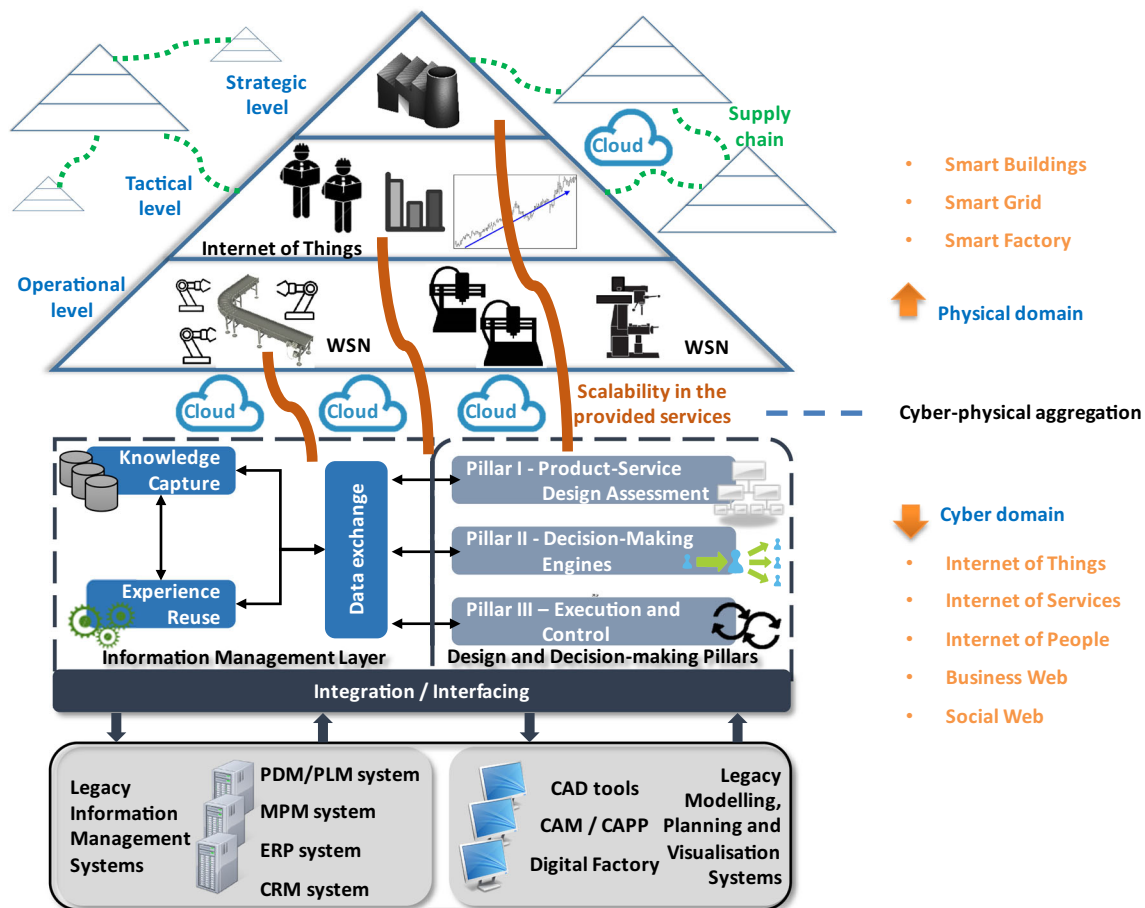 Strategic
level
Cloud
Supply
chain
Tactical
level
Internet of Things
Operational
level
WSN
WSN
Smart Buildings
Smart Grid
Smart Factory
Physical domain
Cloud
Cloud
Cloud
Scalability in the
provided services
Cyber-physical aggregation
Knowledge
Capture
Experience
Reuse
Data exchange
Information Management Layer
Pillar I - Product-Service
Design Assessment
Pillar II - Decision-Making
Engines
Pillar III – Execution and
Control
Design and Decision-making Pillars
Cyber domain
Internet of Things
Internet of Services
Internet of People
Business Web
Social Web
Integration / Interfacing
Legacy
Information
Management
Systems
PDM/PLM system
MPM system
ERP system
CRM system
CAD tools
CAM / CAPP
Digital Factory
Legacy
Modelling,
Planning and
Visualisation
Systems